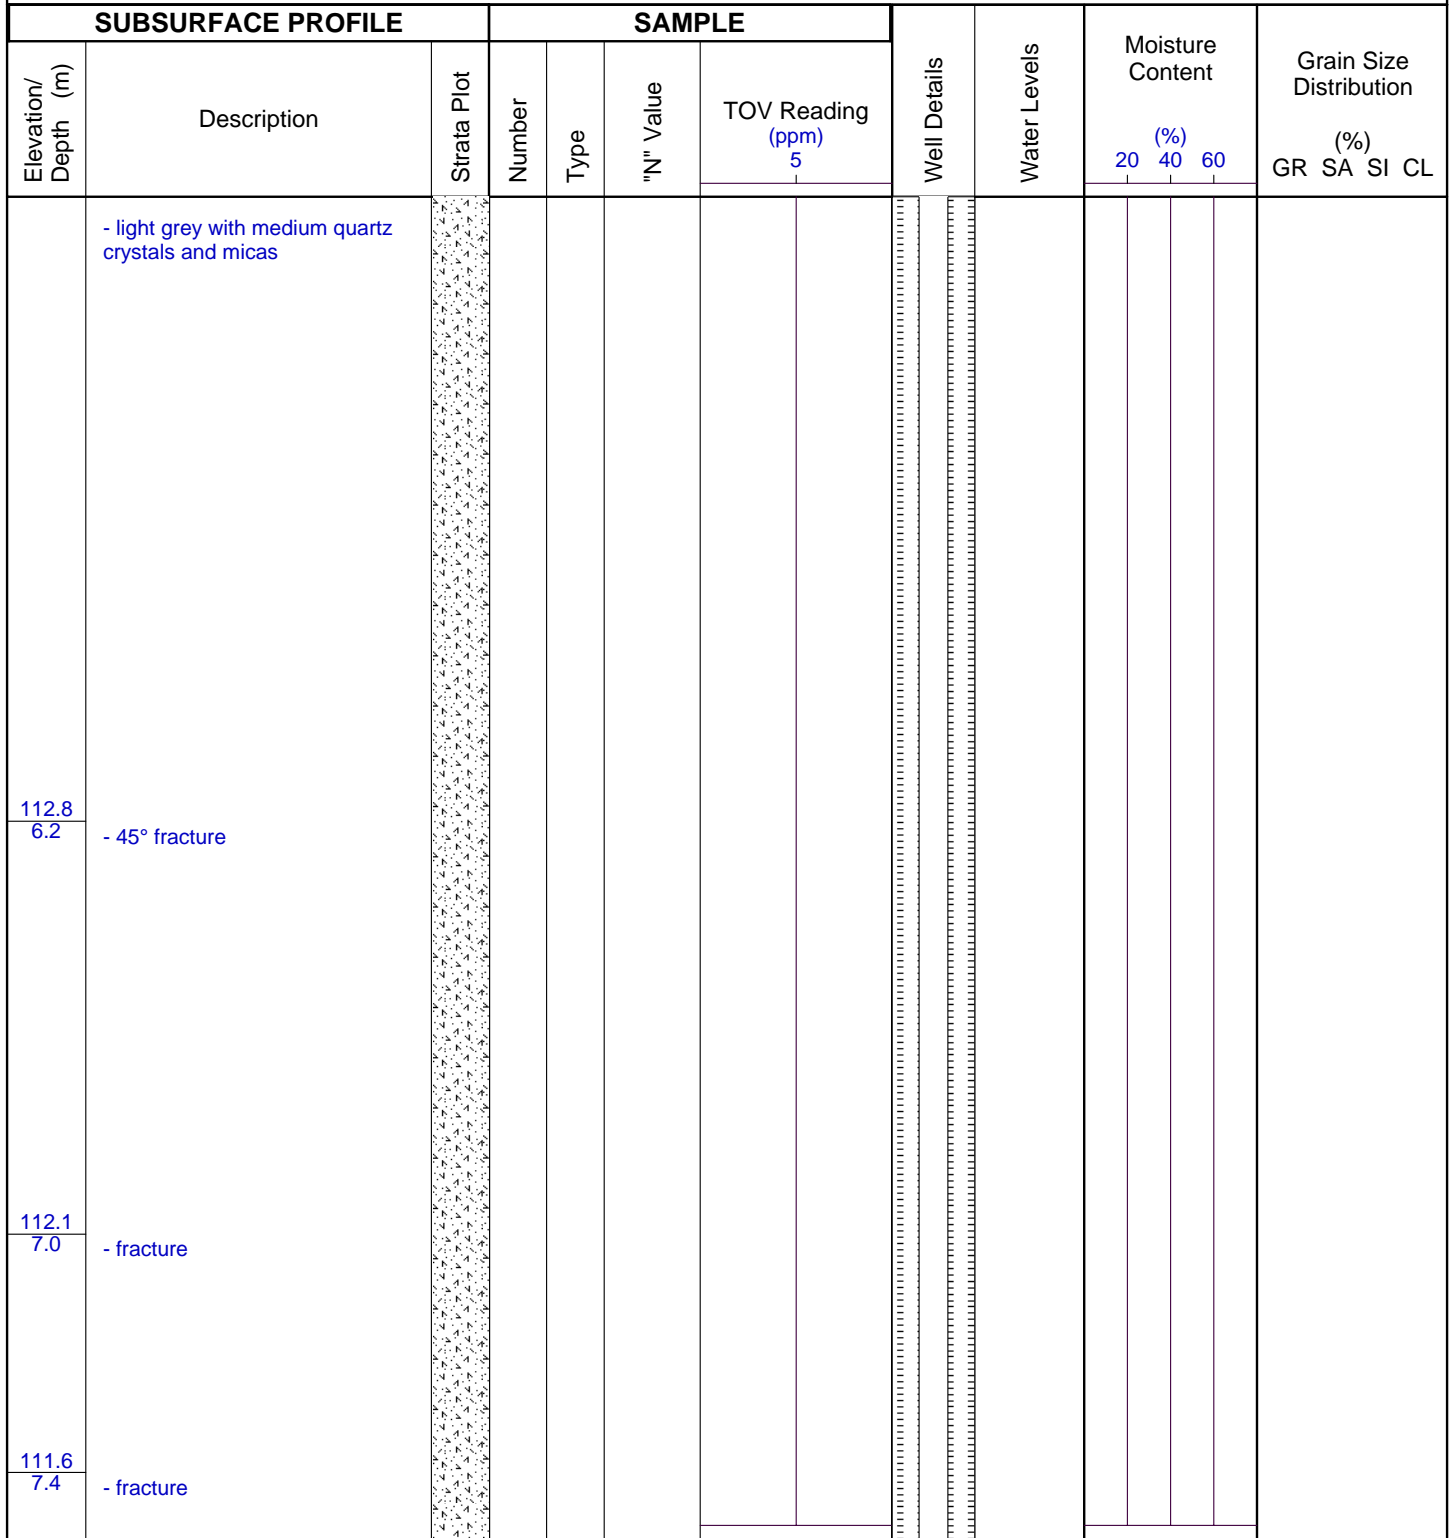 SUBSURFACE PROFILE
SAMPLE
Elevation/
Depth (m)
Description
Strata Plot
Number
Type
"N" Value
TOV Reading
(ppm)
5
Well Details
Water Levels
Moisture
Content
(%)
20 40 60
Grain Size
Distribution
(%)
GR SA SI CL
- light grey with medium quartz
crystals and micas
112.8
6.2
- 45° fracture
112.1
7.0
- fracture
111.6
7.4
- fracture